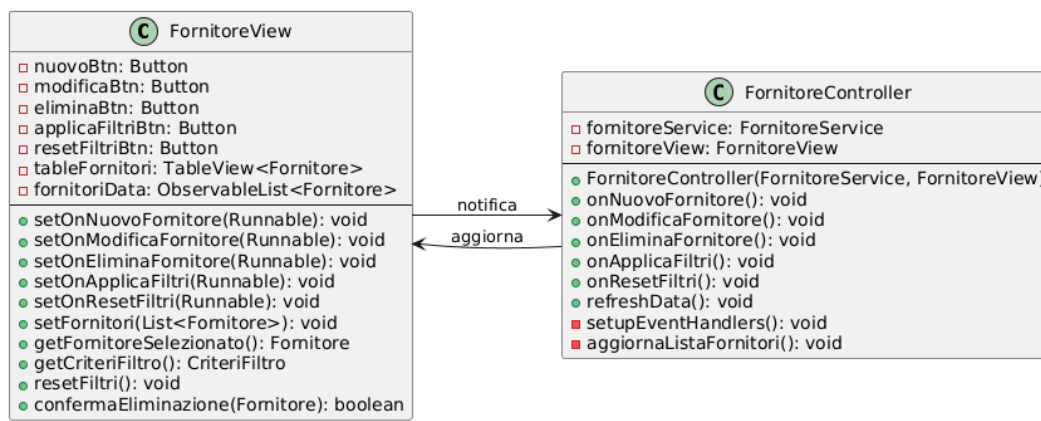 C FornitoreView
nuovoBtn: Button
modificaBtn: Button
eliminaBtn: Button
applicaFiltriBtn: Button
resetFiltriBtn: Button
tableFornitori: TableView<Fornitore>
fornitoriData: ObservableList<Fornitore>
setOnNuovoFornitore(Runnable): void
setOnModificaFornitore(Runnable): void
setOnEliminaFornitore(Runnable): void
setOnApplicaFiltri(Runnable): void
setOnResetFiltri(Runnable): void
setFornitori(List<Fornitore>): void
getFornitoreSelezionato(): Fornitore
getCriteriFiltro(): CriteriFiltro
resetFiltri(): void
confermaEliminazione(Fornitore): boolean
notifica
aggiorna
C FornitoreController
fornitoreService: FornitoreService
fornitoreView: FornitoreView
FornitoreController(FornitoreService, FornitoreView)
onNuovoFornitore(): void
onModificaFornitore(): void
onEliminaFornitore(): void
onApplicaFiltri(): void
onResetFiltri(): void
refreshData(): void
setupEventHandlers(): void
aggiornaListaFornitori(): void